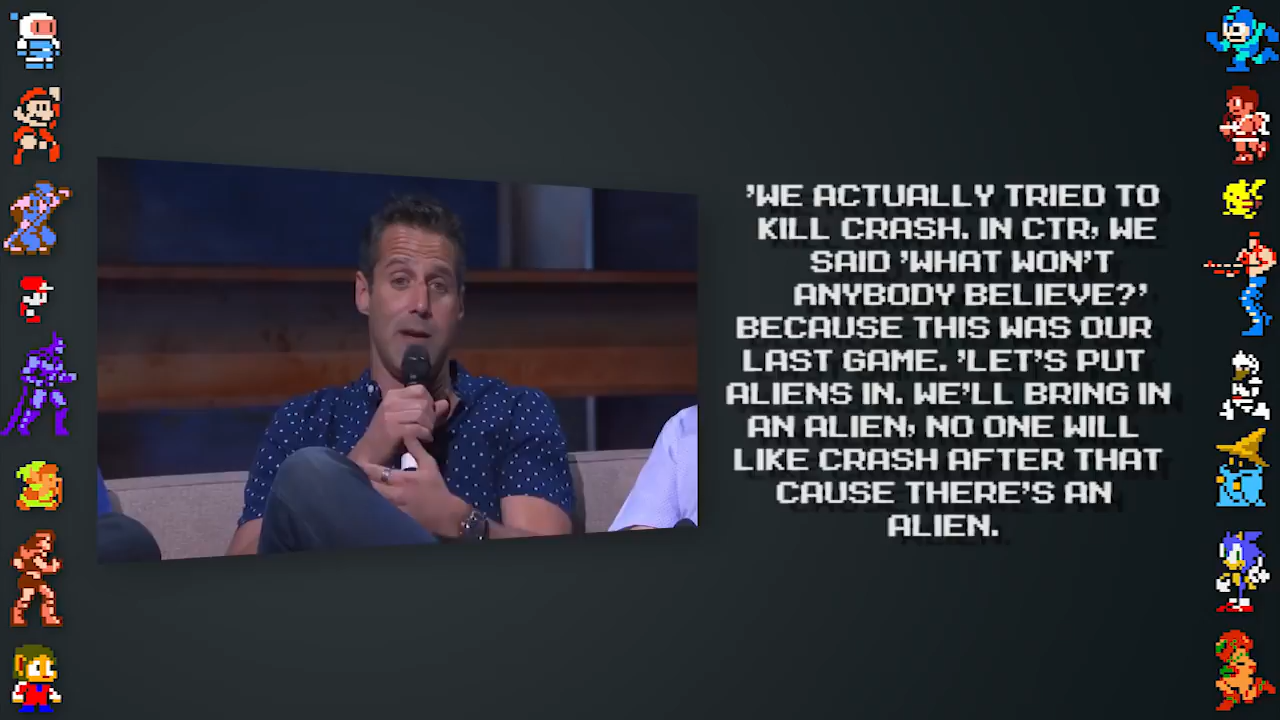 'WE ACTUALLY TRIED TO
KILL CRASH. IN CTR, WE
SAID 'WHAT WON'T
ANYBODY BELIEVE?'
BECAUSE THIS WAS OUR
LAST GAME. 'LET'S PUT
ALIENS IN. WE'LL BRING IN
AN ALIEN, NO ONE WILL
LIKE CRASH AFTER THAT
CAUSE THERE'S AN
ALIEN.